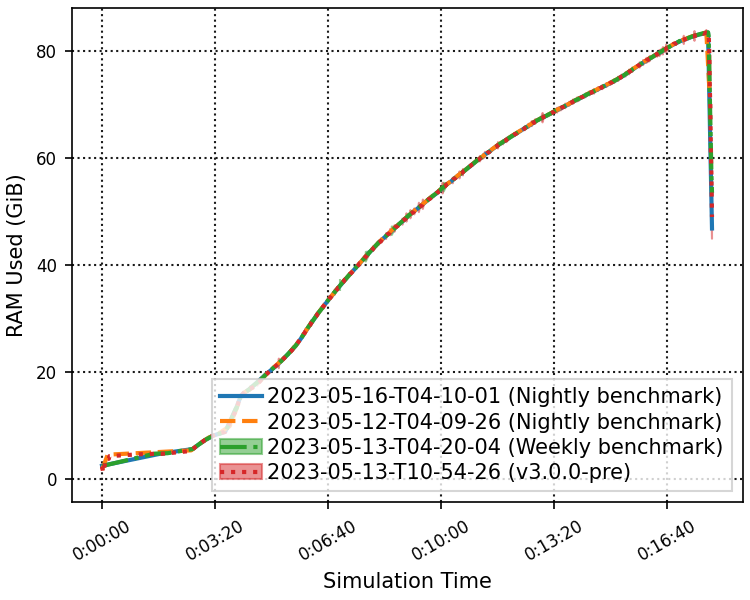 80
60
40
20
0
RAM Used (GiB)
2023-05-16-T04-10-01 (Nightly benchmark)
2023-05-12-T04-09-26 (Nightly benchmark)
2023-05-13-T04-20-04 (Weekly benchmark)
2023-05-13-T10-54-26 (v3.0.0-pre)
0:00:00
0:03:20
0:06:40
0:10:00
0:13:20
0:16:40
Simulation Time